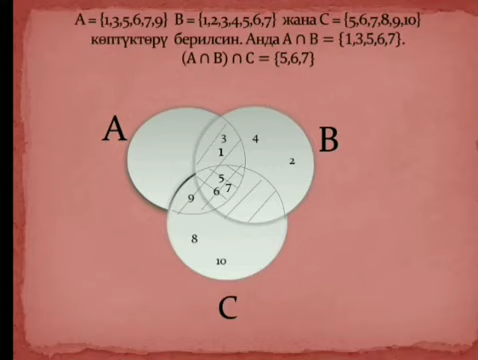 A = {1,3,5,6,7,9} B = {1,2,3,4,5,6,7} жана C = {5,6,7,8,9,10}
көптүктөрү берилсин. Анда A ∩ B = {1,3,5,6,7}.
(A ∩ B) ∩ C = {5,6,7}
A
B
3
4
1
2
5
6
7
9
8
10
C